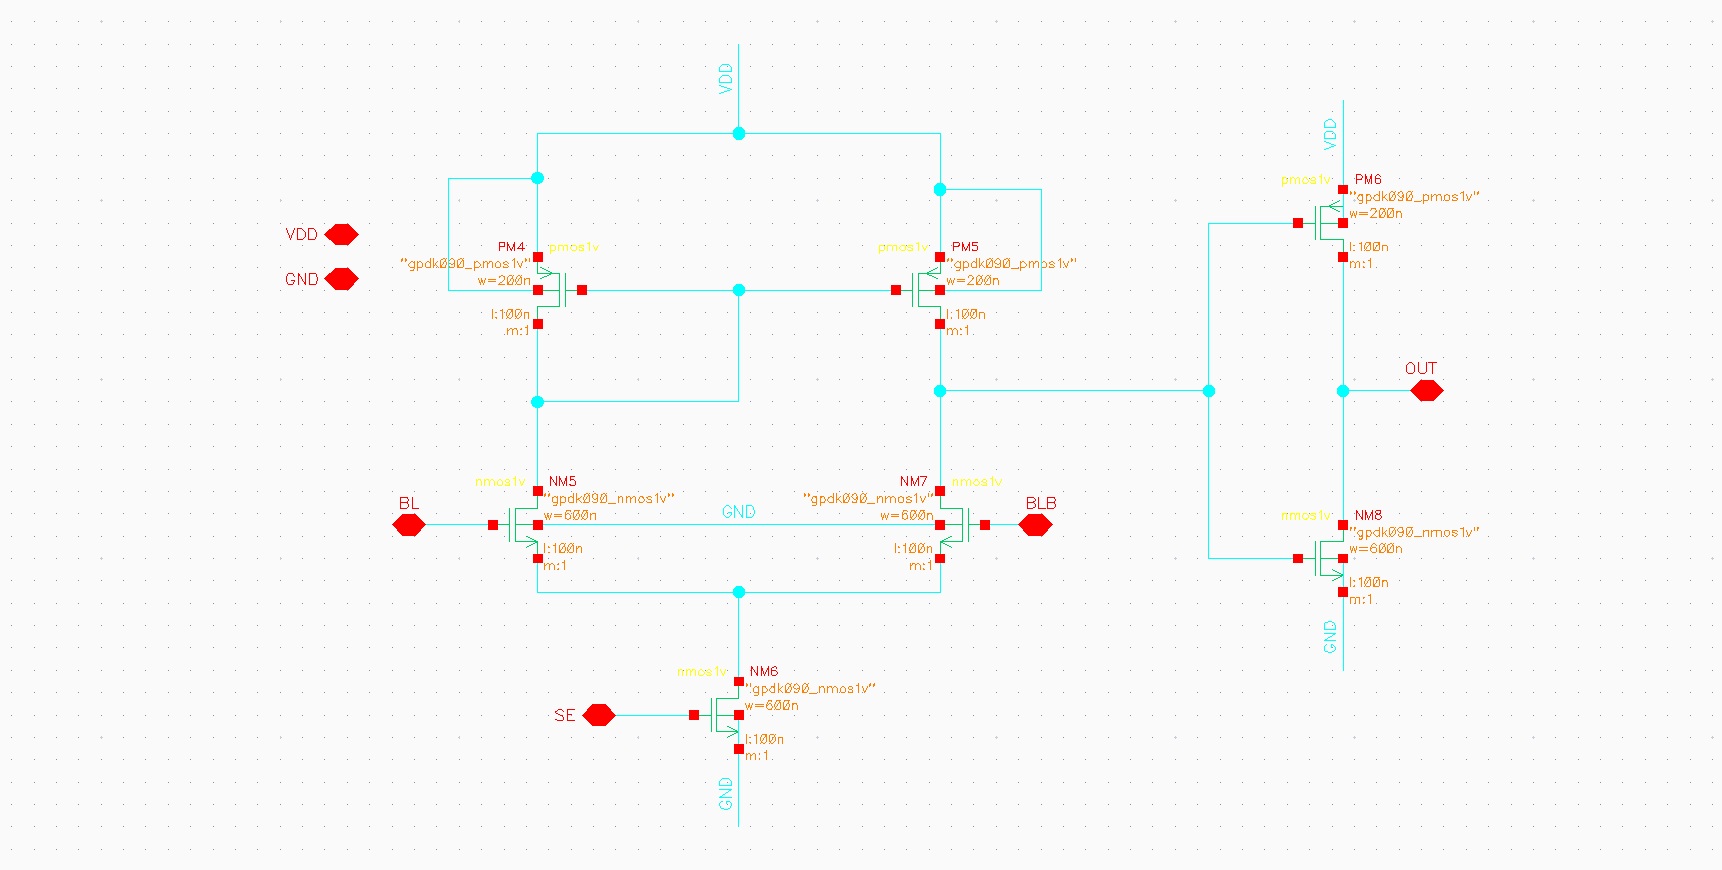 VDD
VDD
pmos1v
PM6
"gpdk090_pmos1v"
w=200n
l:100n
m:1
VDD
GND
PM4
pmos1v
"gpdk090_pmos1v"
w=200n
l:100n
m:1
pmos1v
PM5
"gpdk090_pmos1v"
w=200n
l:100n
m:1
OUT
BL
nmos1v
NM5
"gpdk090_nmos1v"
w=600n
l:100n
m:1
GND
NM7
nmos1v
"gpdk090_nmos1v"
w=600n
l:100n
m:1
BLB
nmos1v
NM8
"gpdk090_nmos1v"
w=600n
l:100n
m:1
GND
SE
nmos1v
NM6
"gpdk090_nmos1v"
w=600n
l:100n
m:1
GND